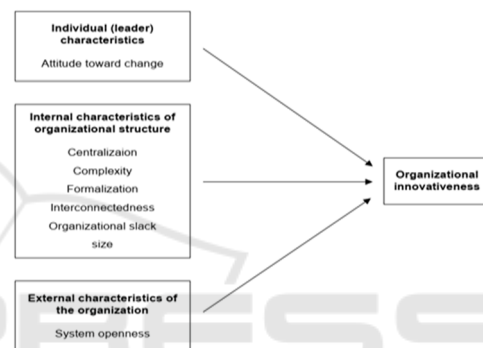 Individual (leader)
characteristics
Attitude toward change
Internal characteristics of
organizational structure
Centralizaion
Complexity
Formalization
Interconnectedness
Organizational slack
size
External characteristics of
the organization
System openness
Organizational
innovativeness